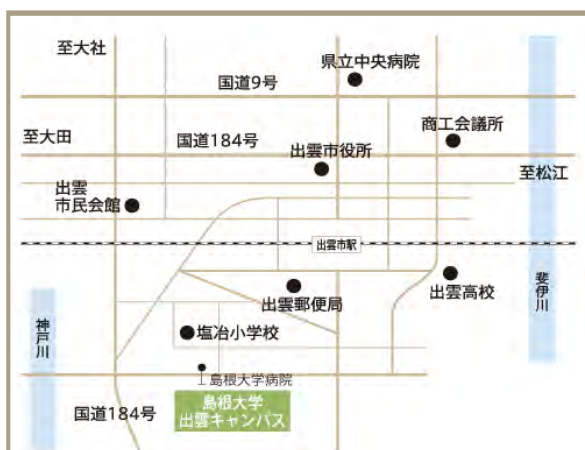 至大社
県立中央病院
国道9号
商工会議所
至大田
国道184号
出雲市役所
至松江
出雲
市民会館
出雲市駅
斐伊川
出雲高校
出雲郵便局
神戸川
塩冶小学校
島根大学病院
島根大学
出雲キャンパス
国道184号